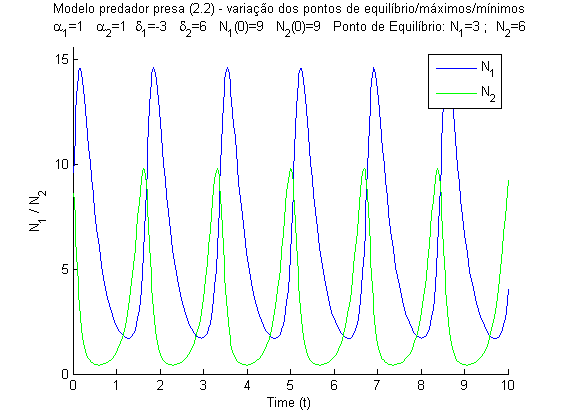 Modelo predador presa (2.2) - variação dos pontos de equilíbrio/máximos/mínimos
α₁=1 α₂=1 δ₁=-3 δ₂=6 N₁(0)=9 N₂(0)=9 Ponto de Equilíbrio: N₁=3 ; N₂=6
N₁
N₂
15
10
5
0
N₁ / N₂
0 1 2 3 4 5 6 7 8 9 10
Time (t)